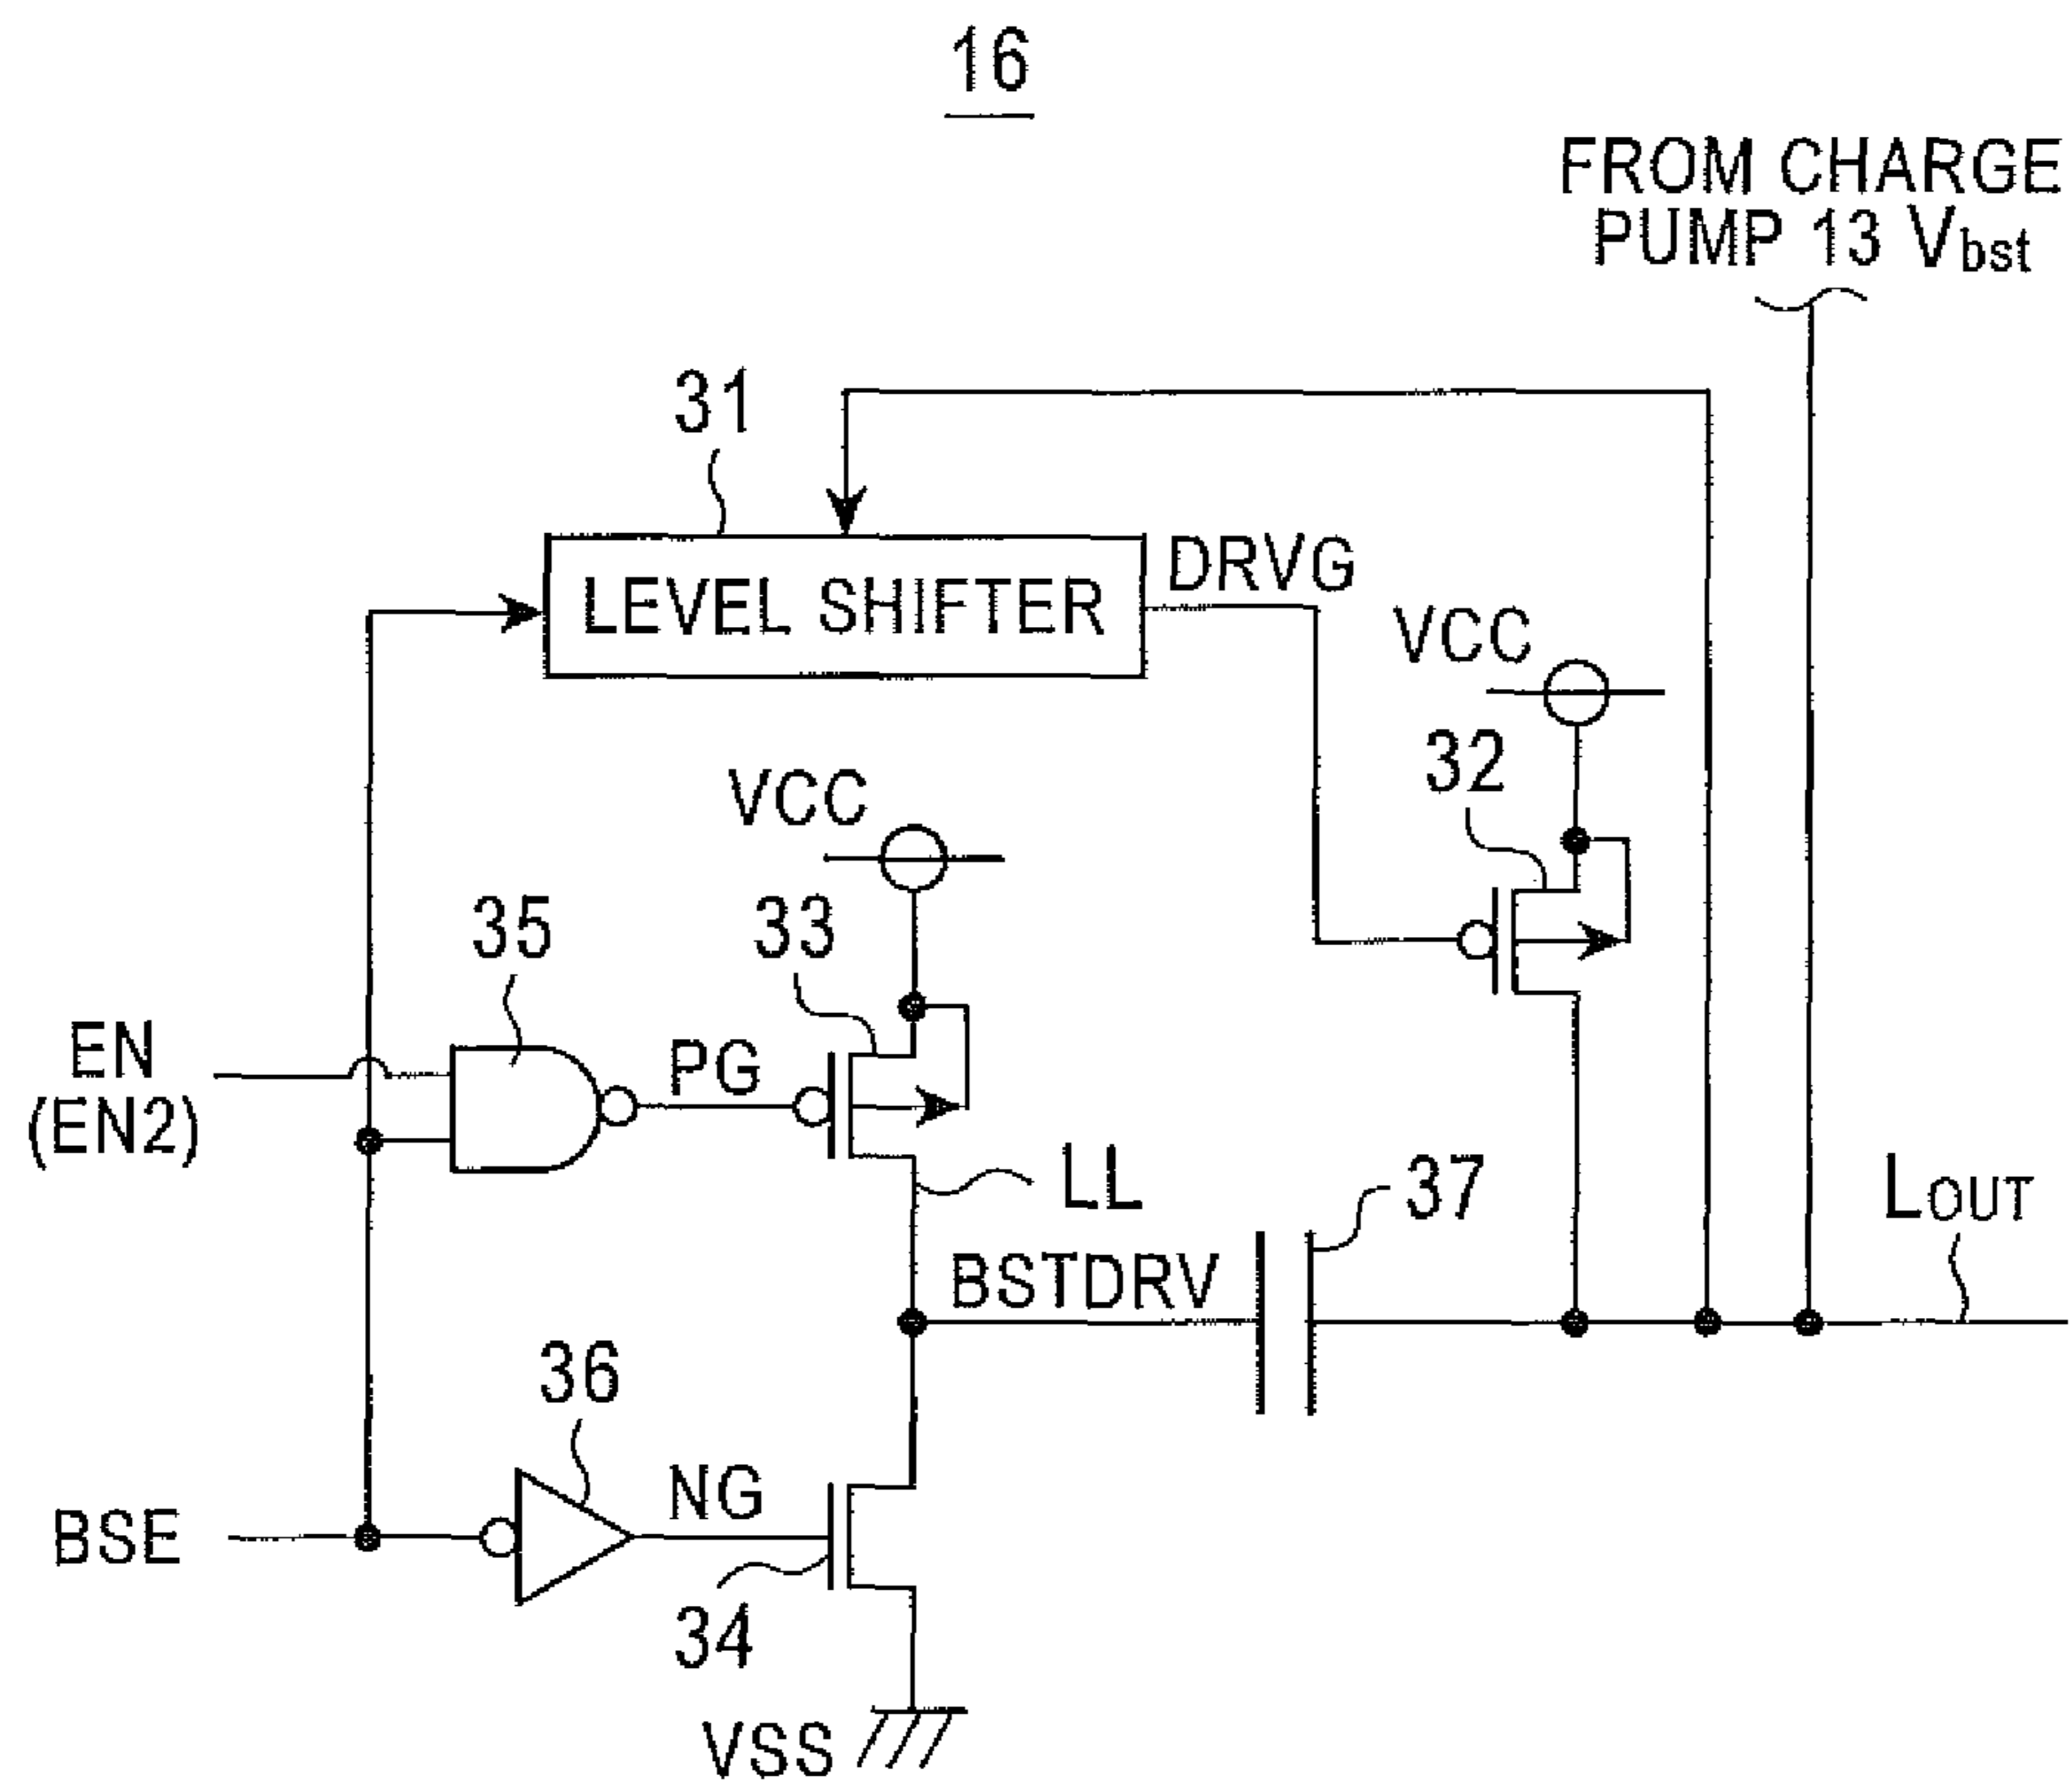 16
FROM CHARGE
PUMP 13 Vbst
31
LEVEL SHIFTER
DRVG
VCC
32
VCC
33
35
EN
(EN2)
PG
LL
37
LOUT
BSTDRV
36
NG
BSE
34
VSS